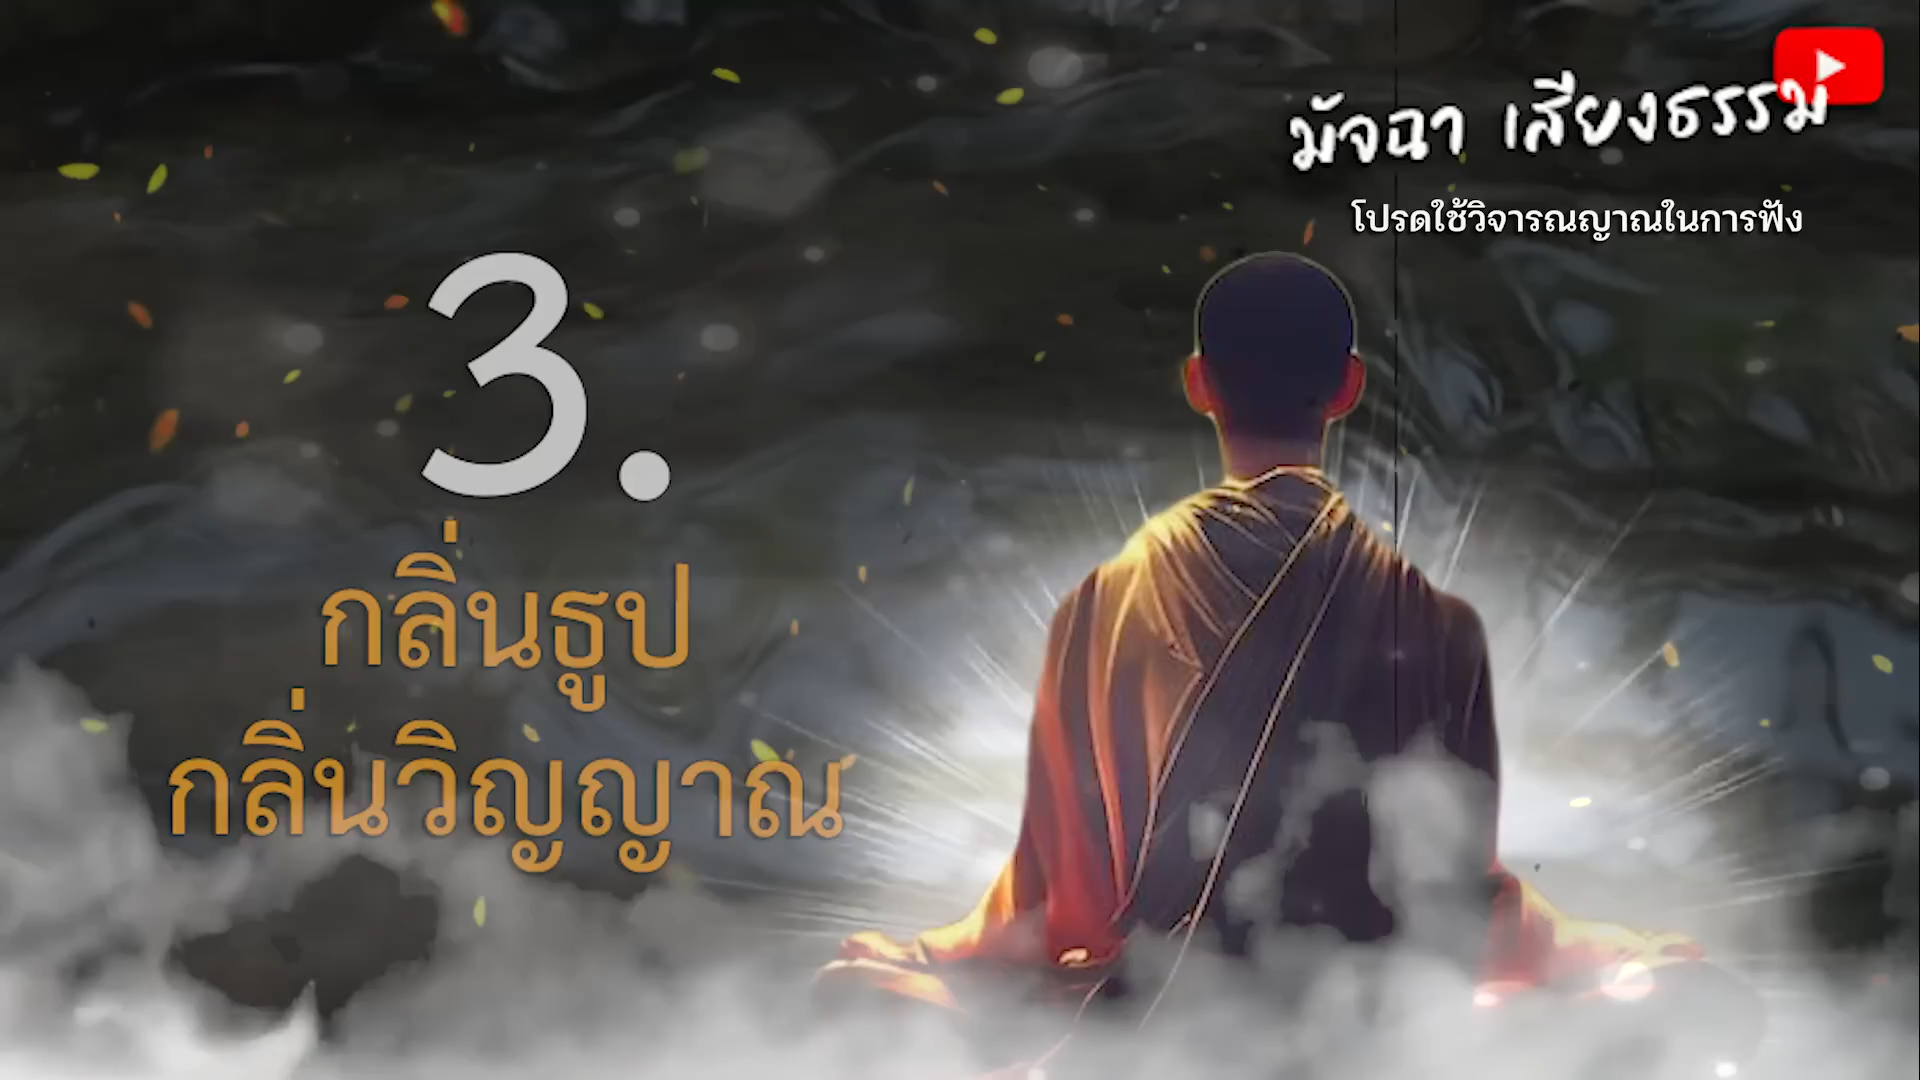 มัจฉา เสียงธรรม
โปรดใช้วิจารณญาณในการฟัง
3.
กลิ่นธูป
กลิ่นวิญญาณ